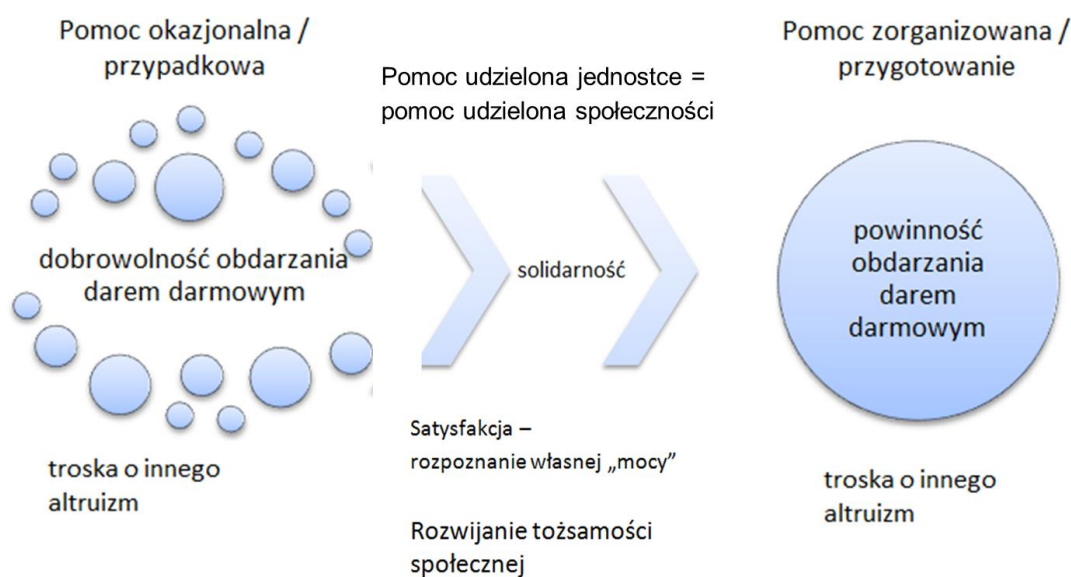 Pomoc okazjonalna /
przypadkowa
dobrowolność obdarzania
darem darmowym
troska o innego
altruizm
Pomoc udzielona jednostce =
pomoc udzielona społeczności
solidarność
Satysfakcja –
rozpoznanie własnej „mocy”
Rozwijanie tożsamości
społecznej
Pomoc zorganizowana /
przygotowanie
powinność
obdarzania
darem
darmowym
troska o innego
altruizm